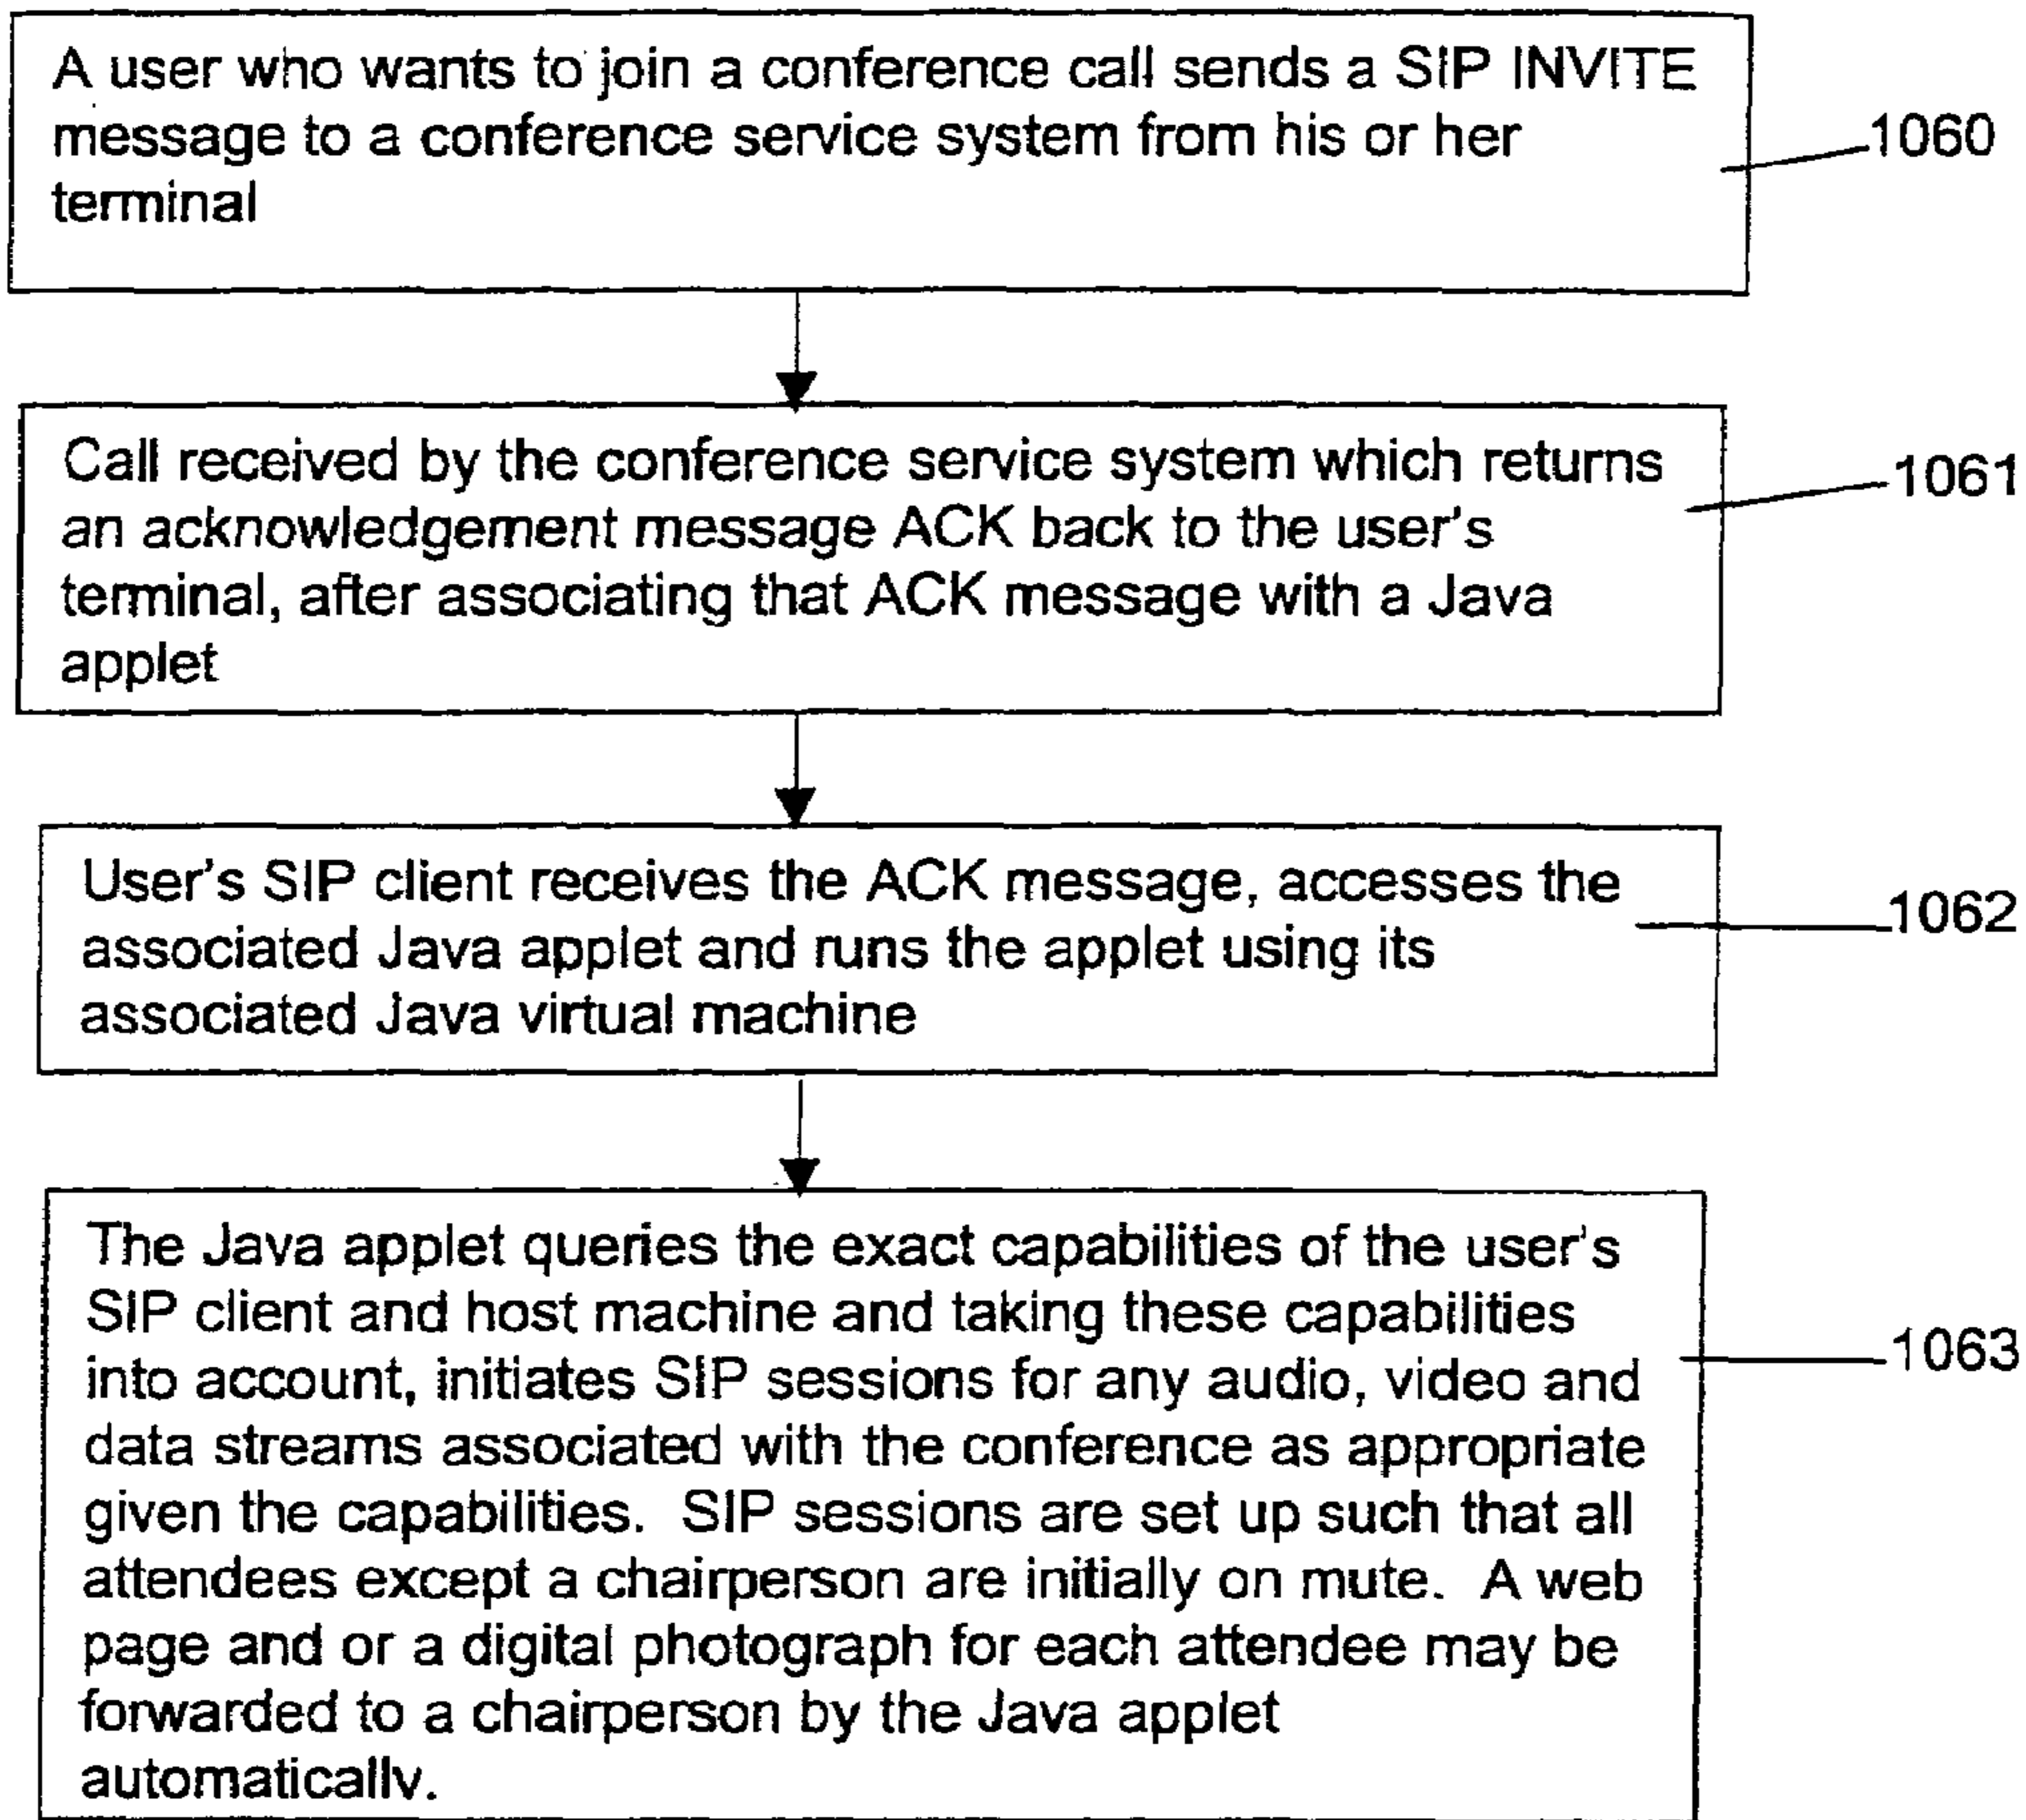 A user who wants to join a conference call sends a SIP INVITE
message to a conference service system from his or her
terminal
1060
Call received by the conference service system which returns
an acknowledgement message ACK back to the user's
terminal, after associating that ACK message with a Java
applet
1061
User's SIP client receives the ACK message, accesses the
associated Java applet and runs the applet using its
associated Java virtual machine
1062
The Java applet queries the exact capabilities of the user's
SIP client and host machine and taking these capabilities
into account, initiates SIP sessions for any audio, video and
data streams associated with the conference as appropriate
given the capabilities. SIP sessions are set up such that all
attendees except a chairperson are initially on mute. A web
page and or a digital photograph for each attendee may be
forwarded to a chairperson by the Java applet
automatically.
1063